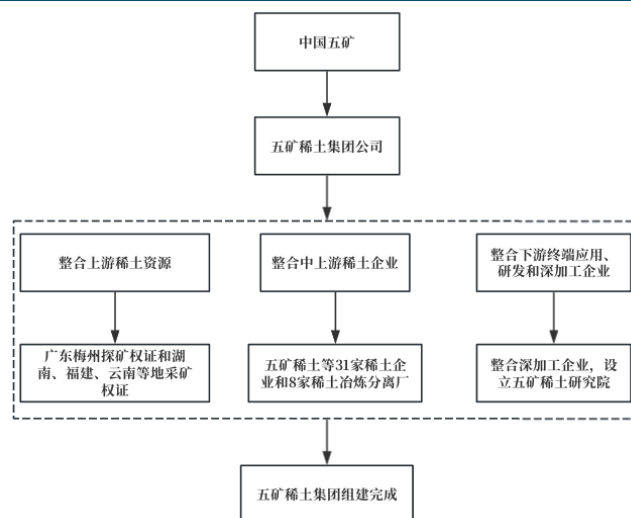 中国五矿
五矿稀土集团公司
整合上游稀土资源
整合中上游稀土企业
整合下游终端应用、
研发和深加工企业
广东梅州探矿权证和湖
南、福建、云南等地采矿
权证
五矿稀土等31家稀土企
业和8家稀土冶炼分离厂
整合深加工企业，设
立五矿稀土研究院
五矿稀土集团组建完成